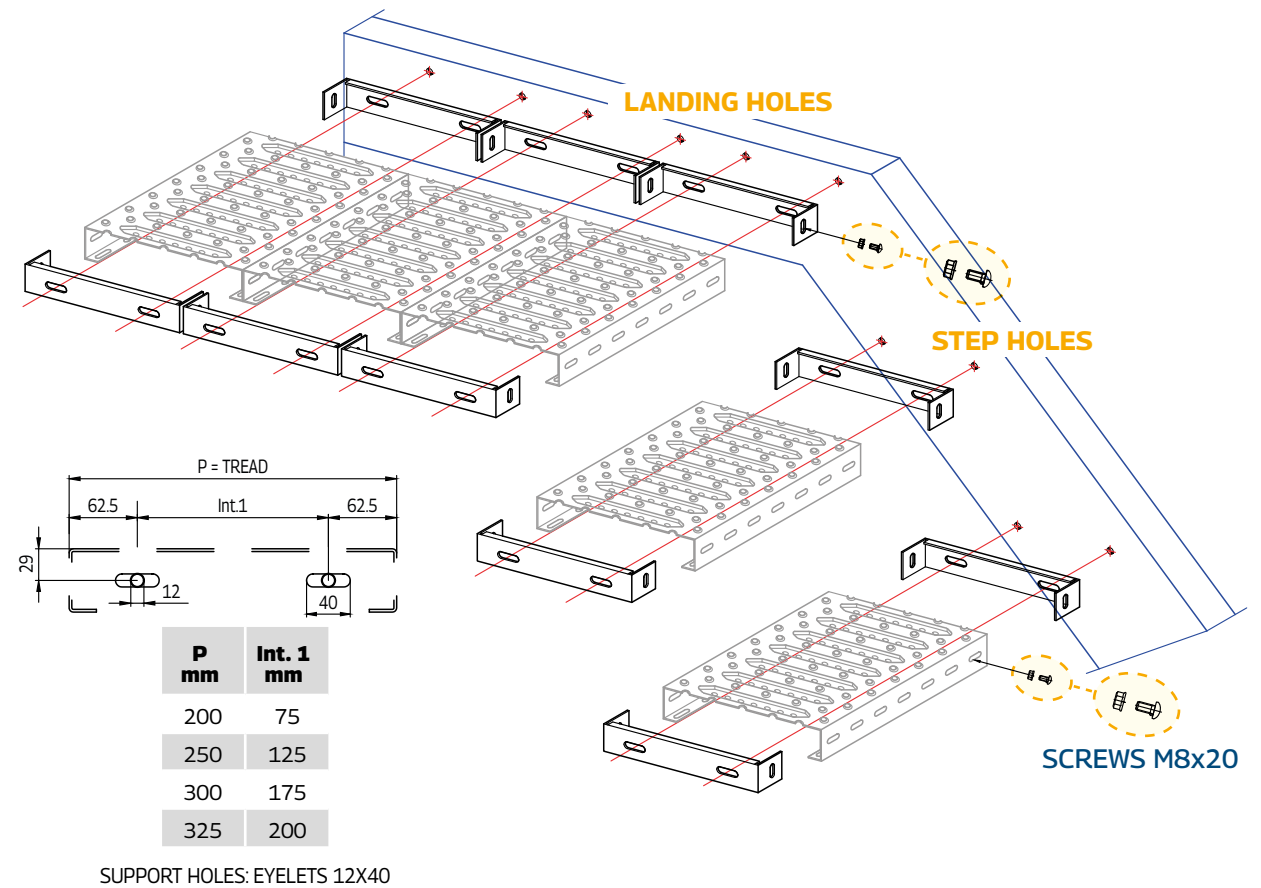 LANDING HOLES
STEP HOLES
P = TREAD
62.5 Int.1 62.5
29
12
40
P Int. 1
mm mm
200 75
250 125
300 175
325 200
SCREWS M8x20
SUPPORT HOLES: EYELETS 12X40